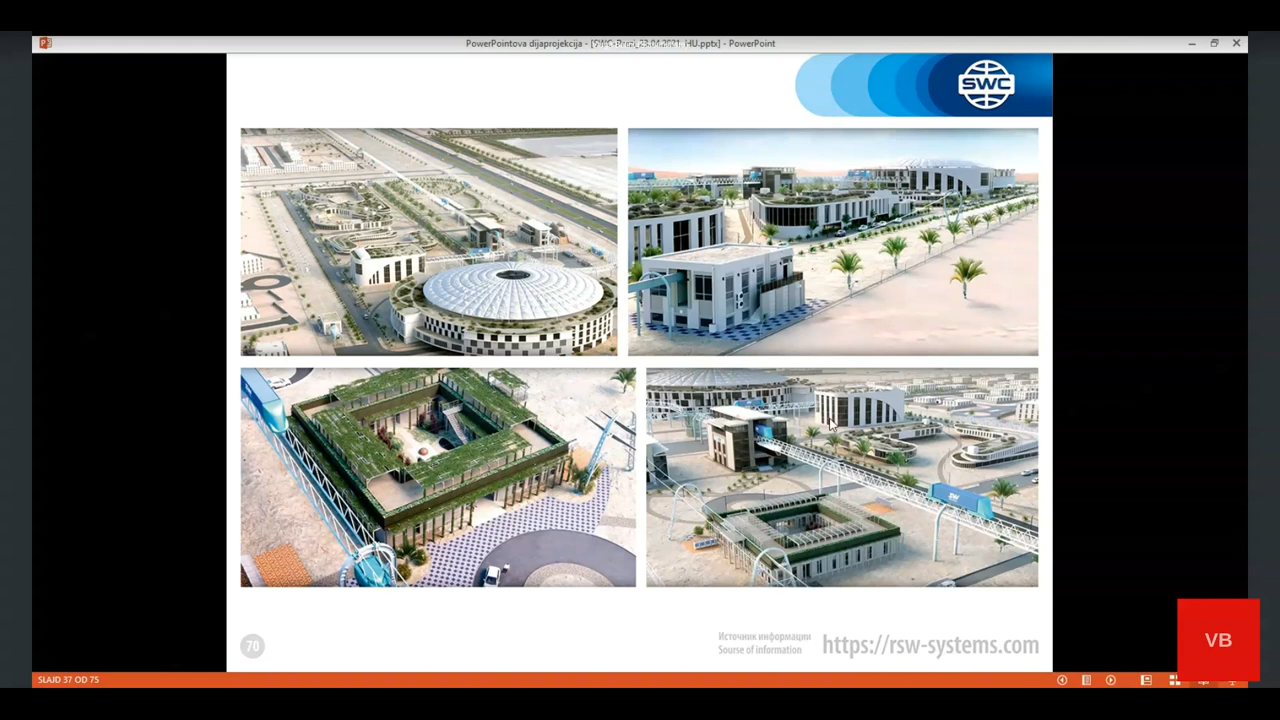 PowerPointova dijaprojekcija - [SWC-Prezi_23.04.2021. HU.pptx] - PowerPoint
SWC
70
Источник информации
Sourse of information
https://rsw-systems.com
SLAJD 37 OD 75
VB